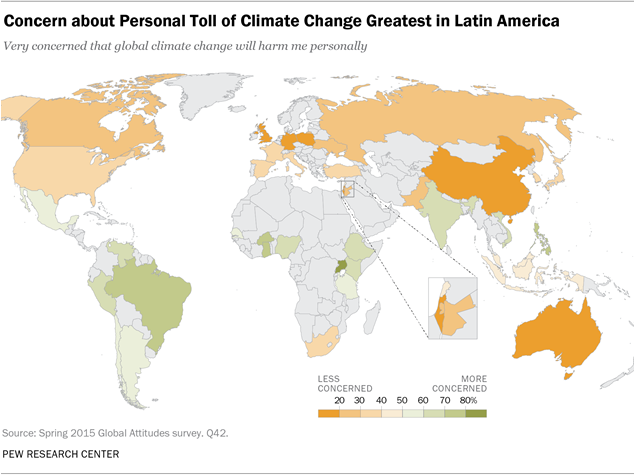 Concern about Personal Toll of Climate Change Greatest in Latin America
Very concerned that global climate change will harm me personally
LESS MORE
CONCERNED CONCERNED
20 30 40 50 60 70 80%
Source: Spring 2015 Global Attitudes survey. Q42.
PEW RESEARCH CENTER